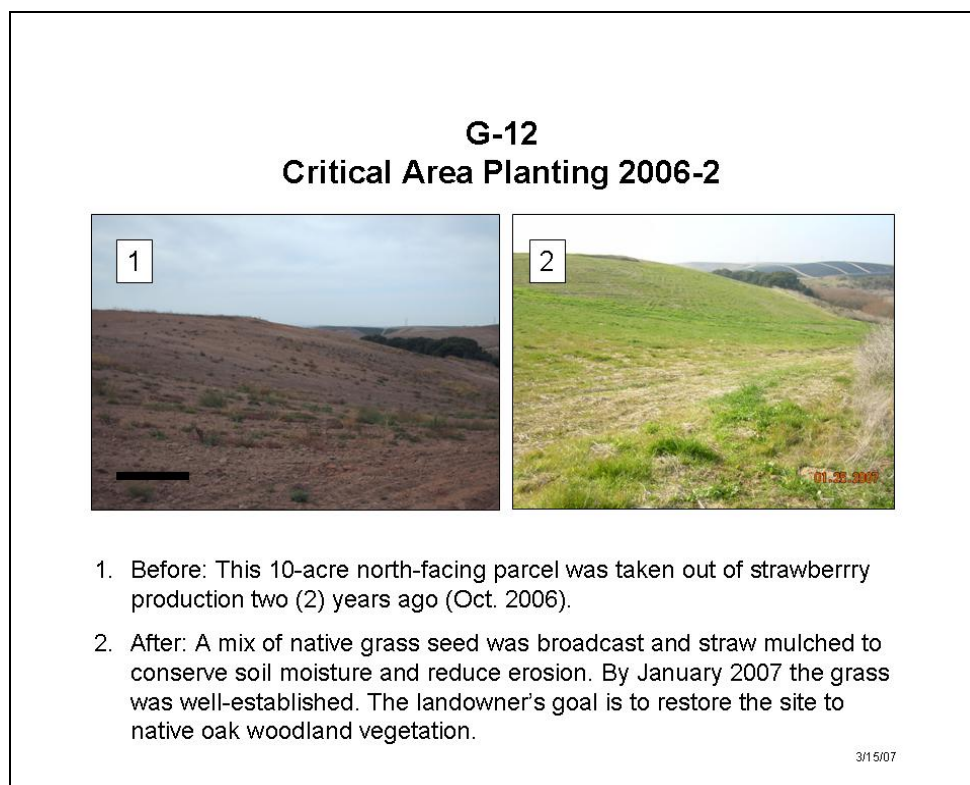 G-12
Critical Area Planting 2006-2
1
2
01.25.2007
1. Before: This 10-acre north-facing parcel was taken out of strawberrry
production two (2) years ago (Oct. 2006).
2. After: A mix of native grass seed was broadcast and straw mulched to
conserve soil moisture and reduce erosion. By January 2007 the grass
was well-established. The landowner’s goal is to restore the site to
native oak woodland vegetation.
3/15/07